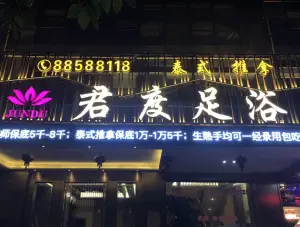 88588118 泰式 推拿
JUNDU 君度足浴
师保底5千-8千；泰式推拿保底1万-1万5千；生熟手均可一经录用包吃